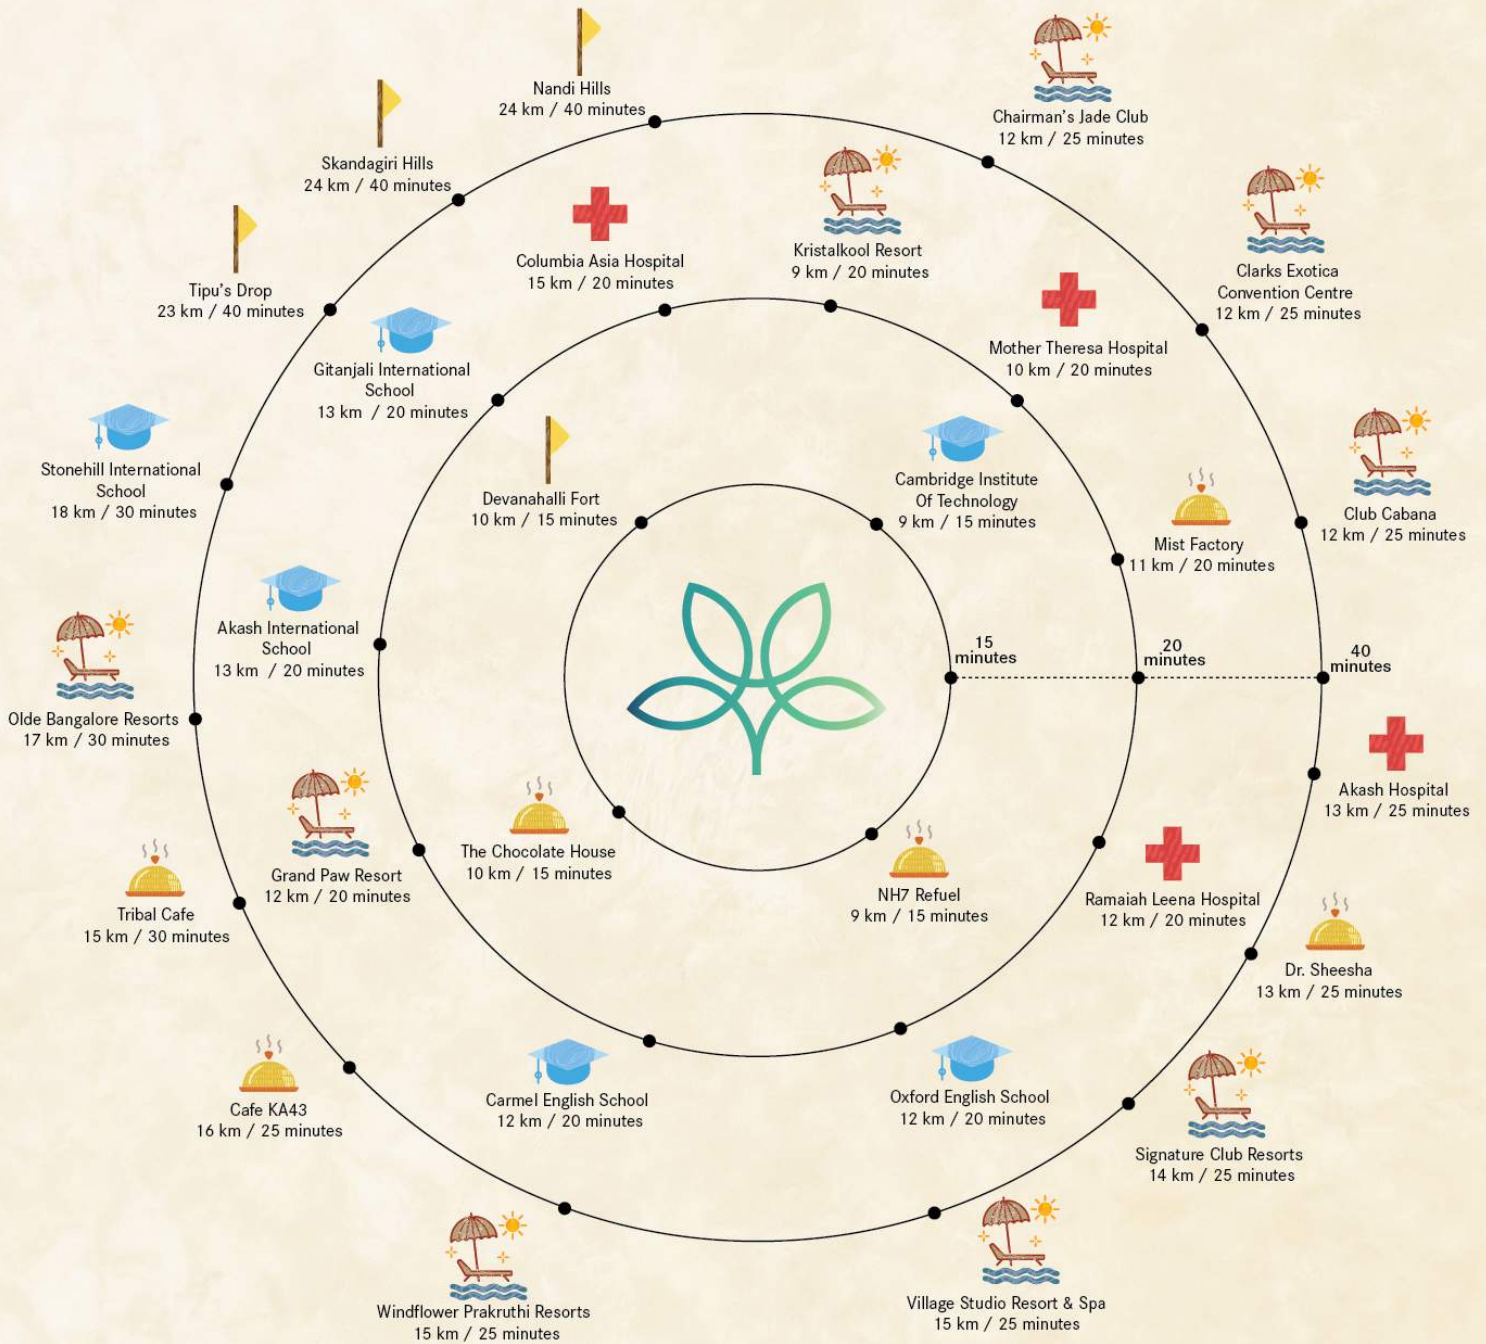 Nandi Hills
24 km / 40 minutes
Chairman's Jade Club
12 km / 25 minutes
Skandagiri Hills
24 km / 40 minutes
Columbia Asia Hospital
15 km / 20 minutes
Kristalkool Resort
9 km / 20 minutes
Clarks Exotica
Convention Centre
12 km / 25 minutes
Tipu's Drop
23 km / 40 minutes
Gitanjali International
School
13 km / 20 minutes
Mother Theresa Hospital
10 km / 20 minutes
Stonehill International
School
18 km / 30 minutes
Devanahalli Fort
10 km / 15 minutes
Cambridge Institute
Of Technology
9 km / 15 minutes
Mist Factory
11 km / 20 minutes
Club Cabana
12 km / 25 minutes
Akash International
School
13 km / 20 minutes
15
minutes
20
minutes
40
minutes
Olde Bangalore Resorts
17 km / 30 minutes
Akash Hospital
13 km / 25 minutes
Grand Paw Resort
12 km / 20 minutes
The Chocolate House
10 km / 15 minutes
NH7 Refuel
9 km / 15 minutes
Ramaiah Leena Hospital
12 km / 20 minutes
Tribal Cafe
15 km / 30 minutes
Dr. Sheesha
13 km / 25 minutes
Cafe KA43
16 km / 25 minutes
Carmel English School
12 km / 20 minutes
Oxford English School
12 km / 20 minutes
Signature Club Resorts
14 km / 25 minutes
Windflower Prakruthi Resorts
15 km / 25 minutes
Village Studio Resort & Spa
15 km / 25 minutes